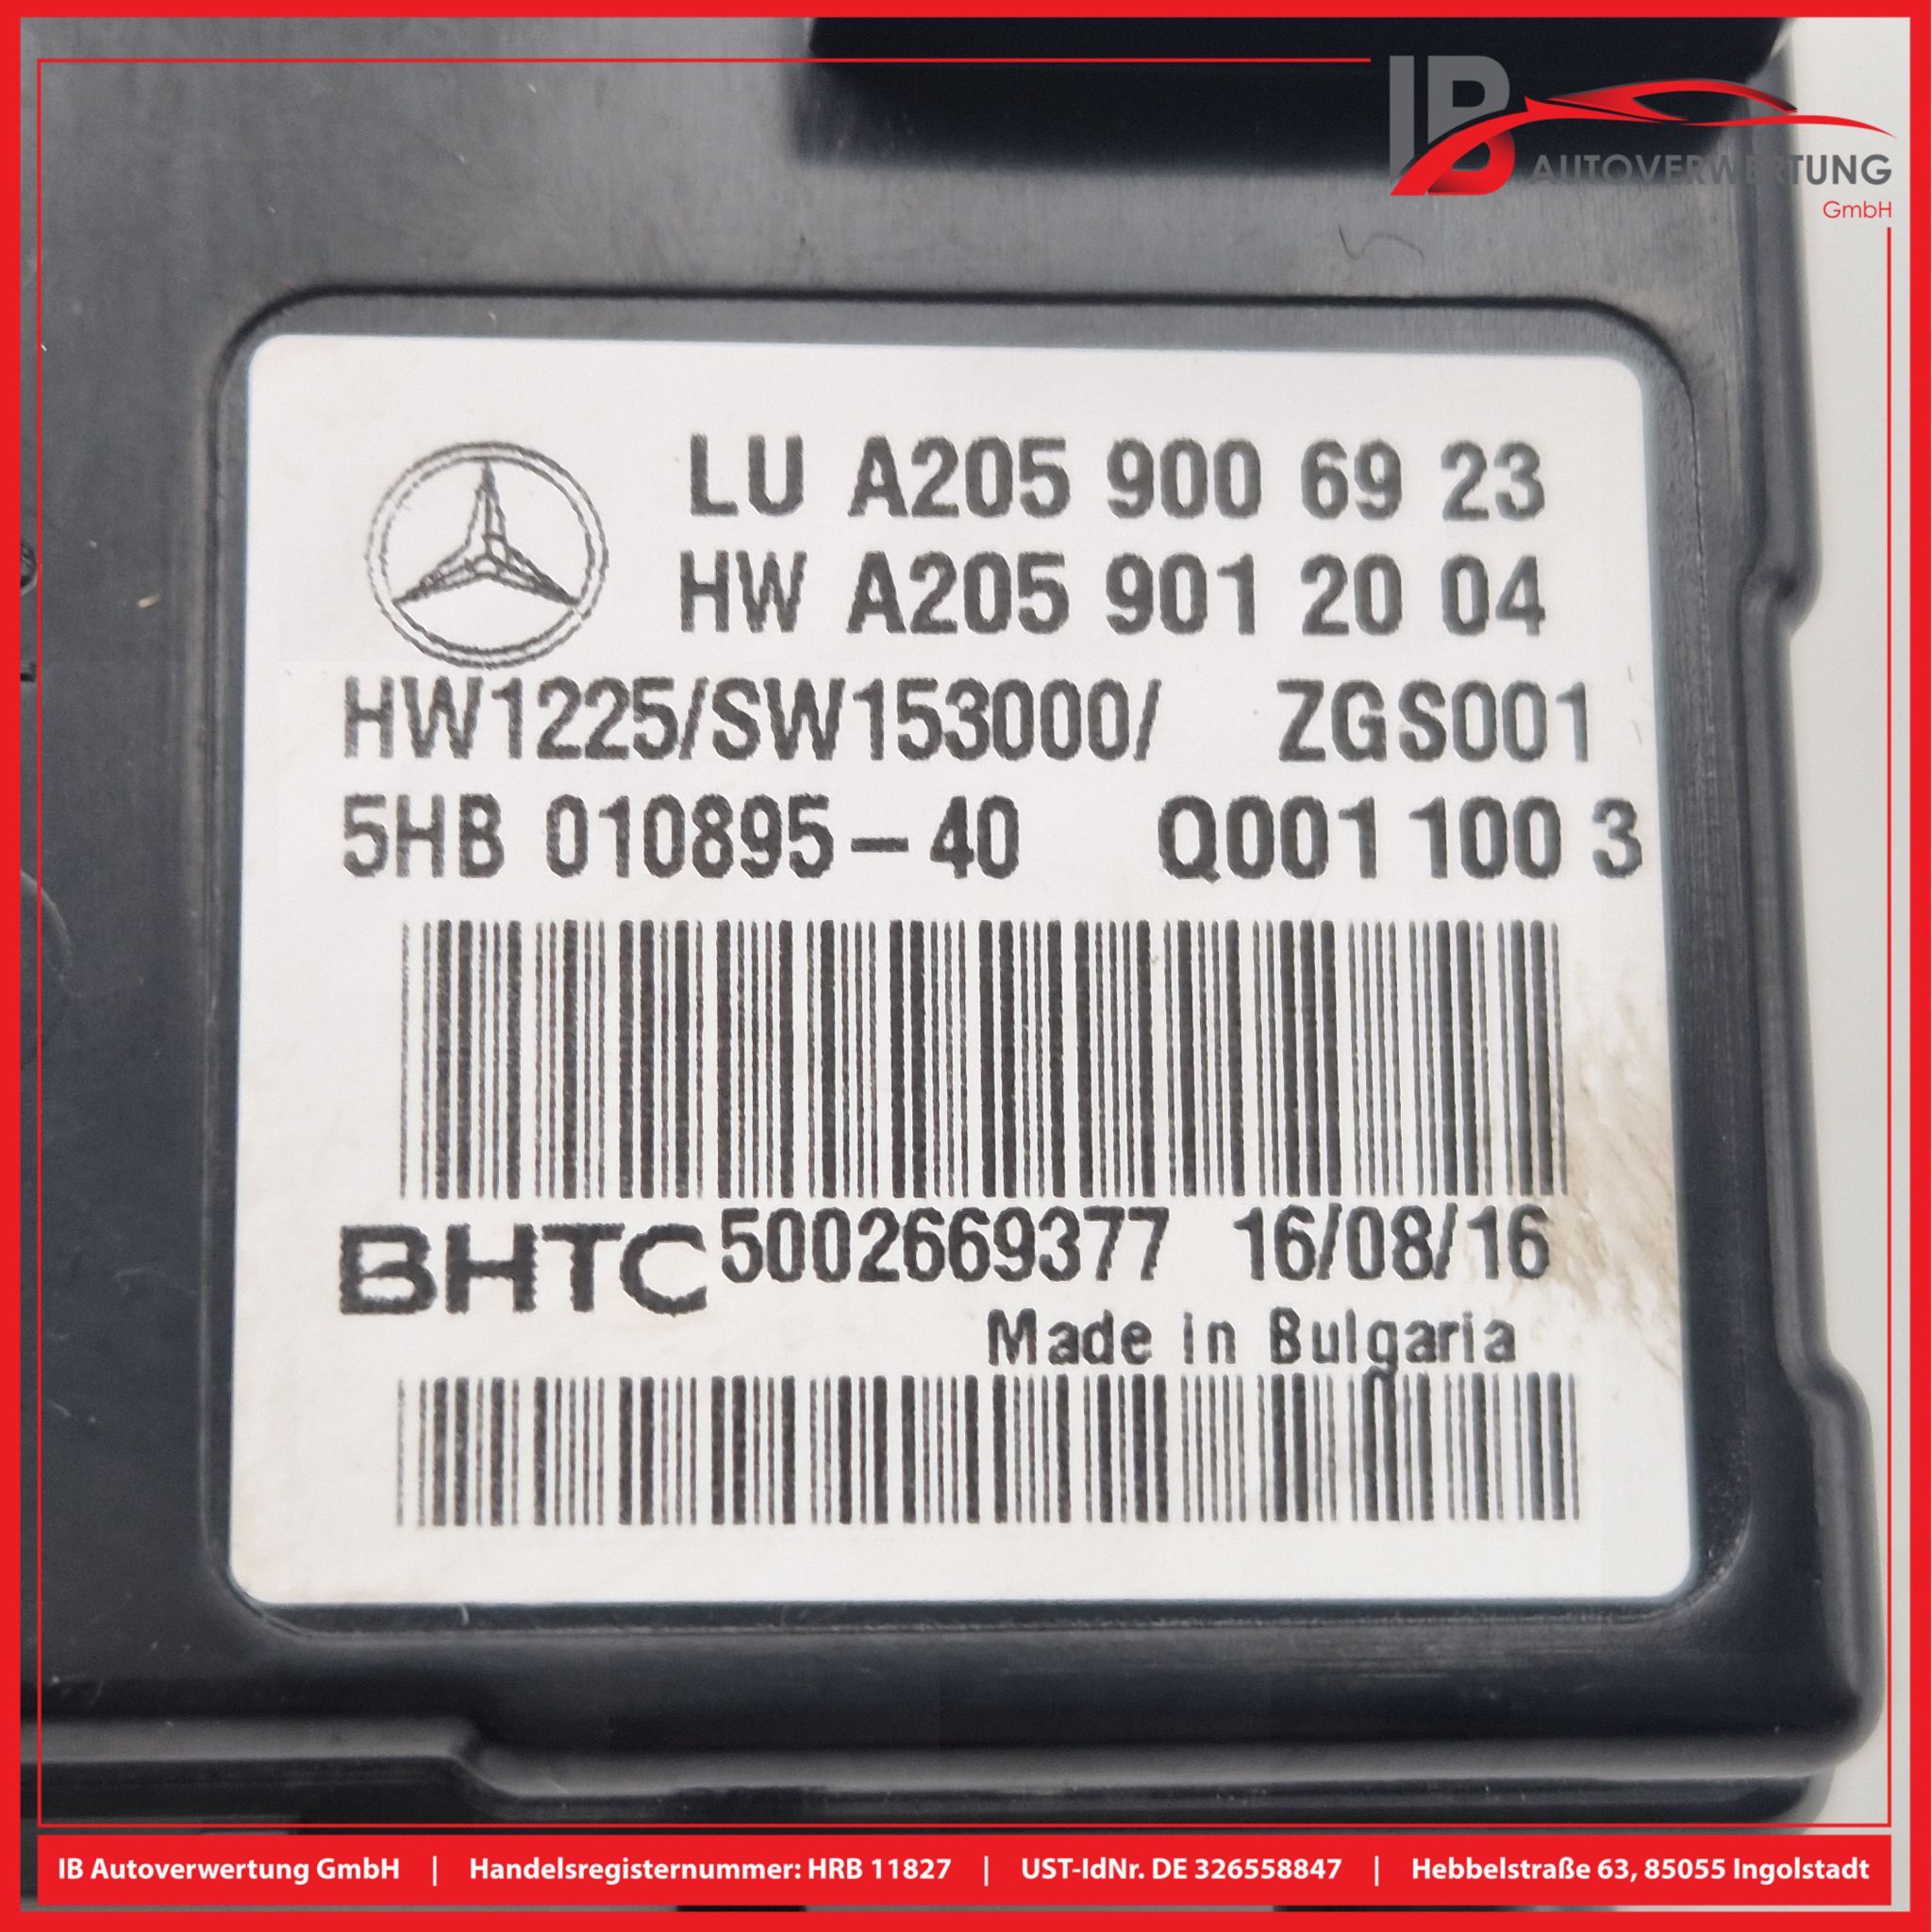 IB
AUTOVERWERTUNG
GmbH
LU A205 900 69 23
HW A205 901 20 04
HW1225/SW153000/ ZGS001
5HB 010895-40 Q001 100 3
BHTC 5002669377 16/08/16
Made in Bulgaria
IB Autoverwertung GmbH | Handelsregisternummer: HRB 11827 | UST-IdNr. DE 326558847 | Hebbelstraße 63, 85055 Ingolstadt